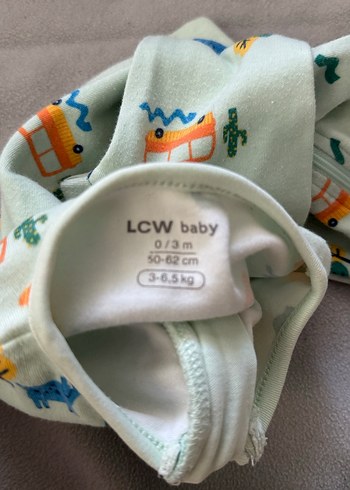 LCW baby
0/3 m
50-62 cm
3-6,5 kg